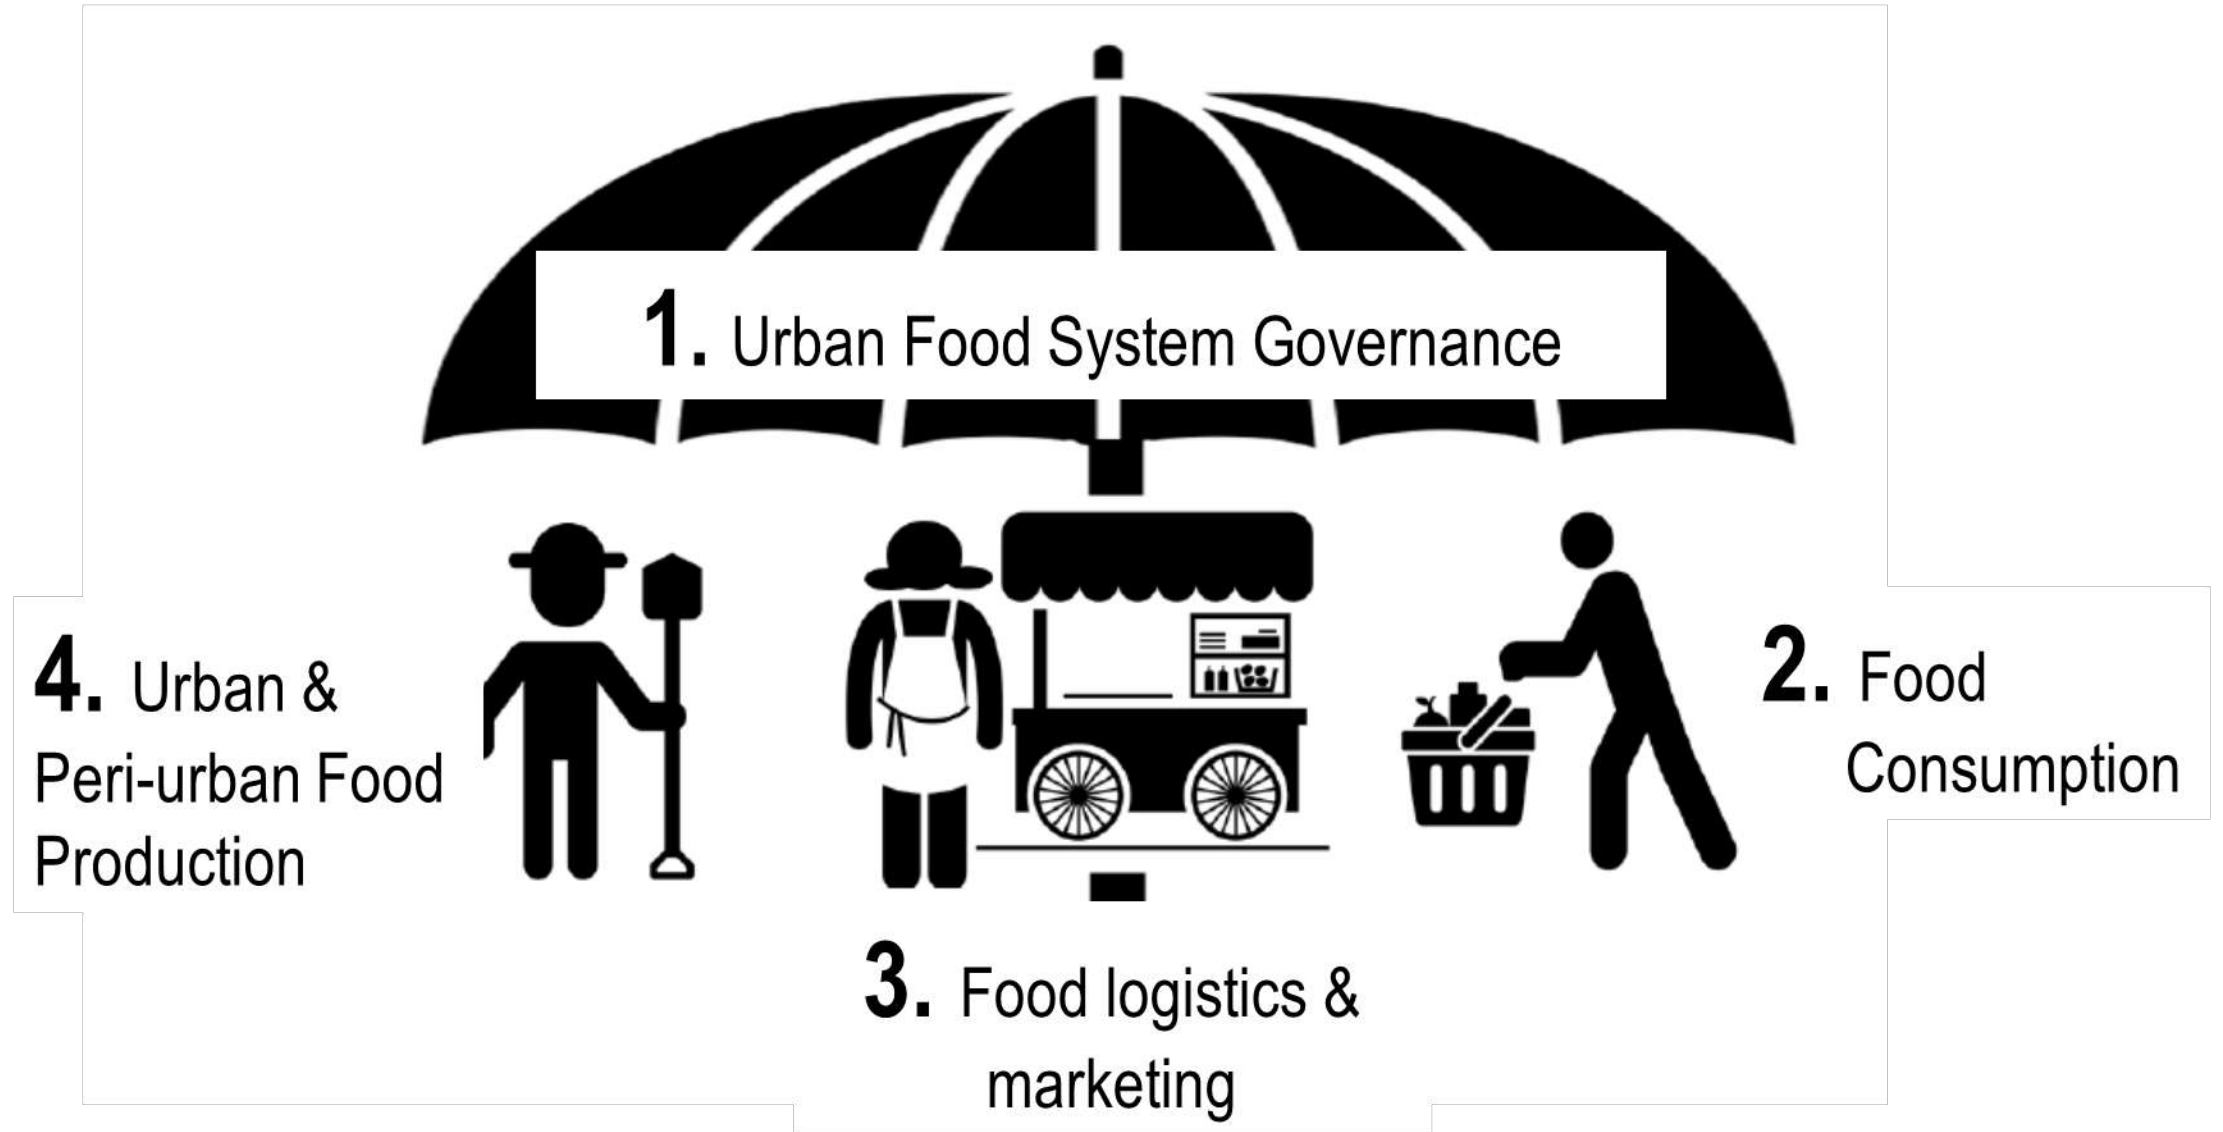 1. Urban Food System Governance
4. Urban &
Peri-urban Food
Production
2. Food
Consumption
3. Food logistics &
marketing